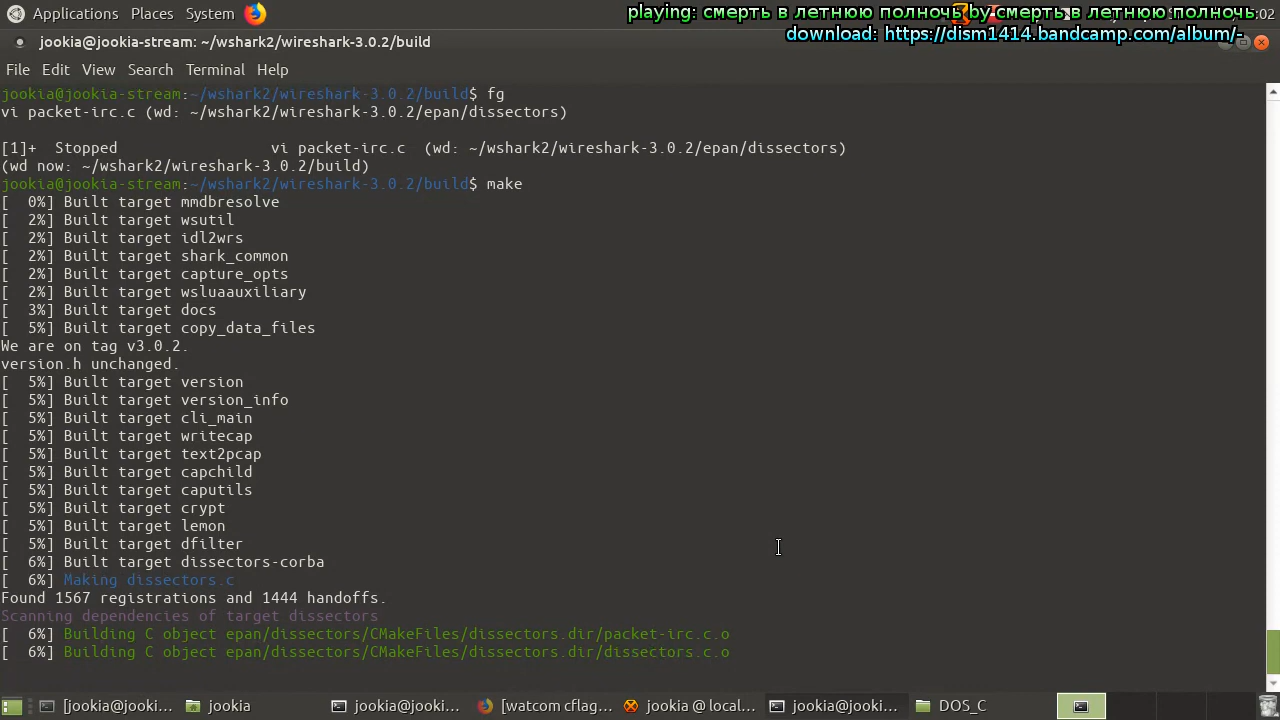 Applications Places System
playing: смерть в летнюю полночь by смерть в летнюю полночь
:02
download: https://dism1414.bandcamp.com/album/-
jookia@jookia-stream: ~/wshark2/wireshark-3.0.2/build
File Edit View Search Terminal Help
jookia@jookia-stream:~/wshark2/wireshark-3.0.2/build$ fg
vi packet-irc.c (wd: ~/wshark2/wireshark-3.0.2/epan/dissectors)
[1]+  Stopped                 vi packet-irc.c  (wd: ~/wshark2/wireshark-3.0.2/epan/dissectors)
(wd now: ~/wshark2/wireshark-3.0.2/build)
jookia@jookia-stream:~/wshark2/wireshark-3.0.2/build$ make
[  0%] Built target mmdbresolve
[  2%] Built target wsutil
[  2%] Built target idl2wrs
[  2%] Built target shark_common
[  2%] Built target capture_opts
[  2%] Built target wsluaauxiliary
[  3%] Built target docs
[  5%] Built target copy_data_files
We are on tag v3.0.2.
version.h unchanged.
[  5%] Built target version
[  5%] Built target version_info
[  5%] Built target cli_main
[  5%] Built target writecap
[  5%] Built target text2pcap
[  5%] Built target capchild
[  5%] Built target caputils
[  5%] Built target crypt
[  5%] Built target lemon
[  5%] Built target dfilter
[  6%] Built target dissectors-corba
[  6%] Making dissectors.c
Found 1567 registrations and 1444 handoffs.
Scanning dependencies of target dissectors
[  6%] Building C object epan/dissectors/CMakeFiles/dissectors.dir/packet-irc.c.o
[  6%] Building C object epan/dissectors/CMakeFiles/dissectors.dir/dissectors.c.o
[jookia@jooki... jookia jookia@jooki... [watcom cflag... jookia @ local... jookia@jooki... DOS_C